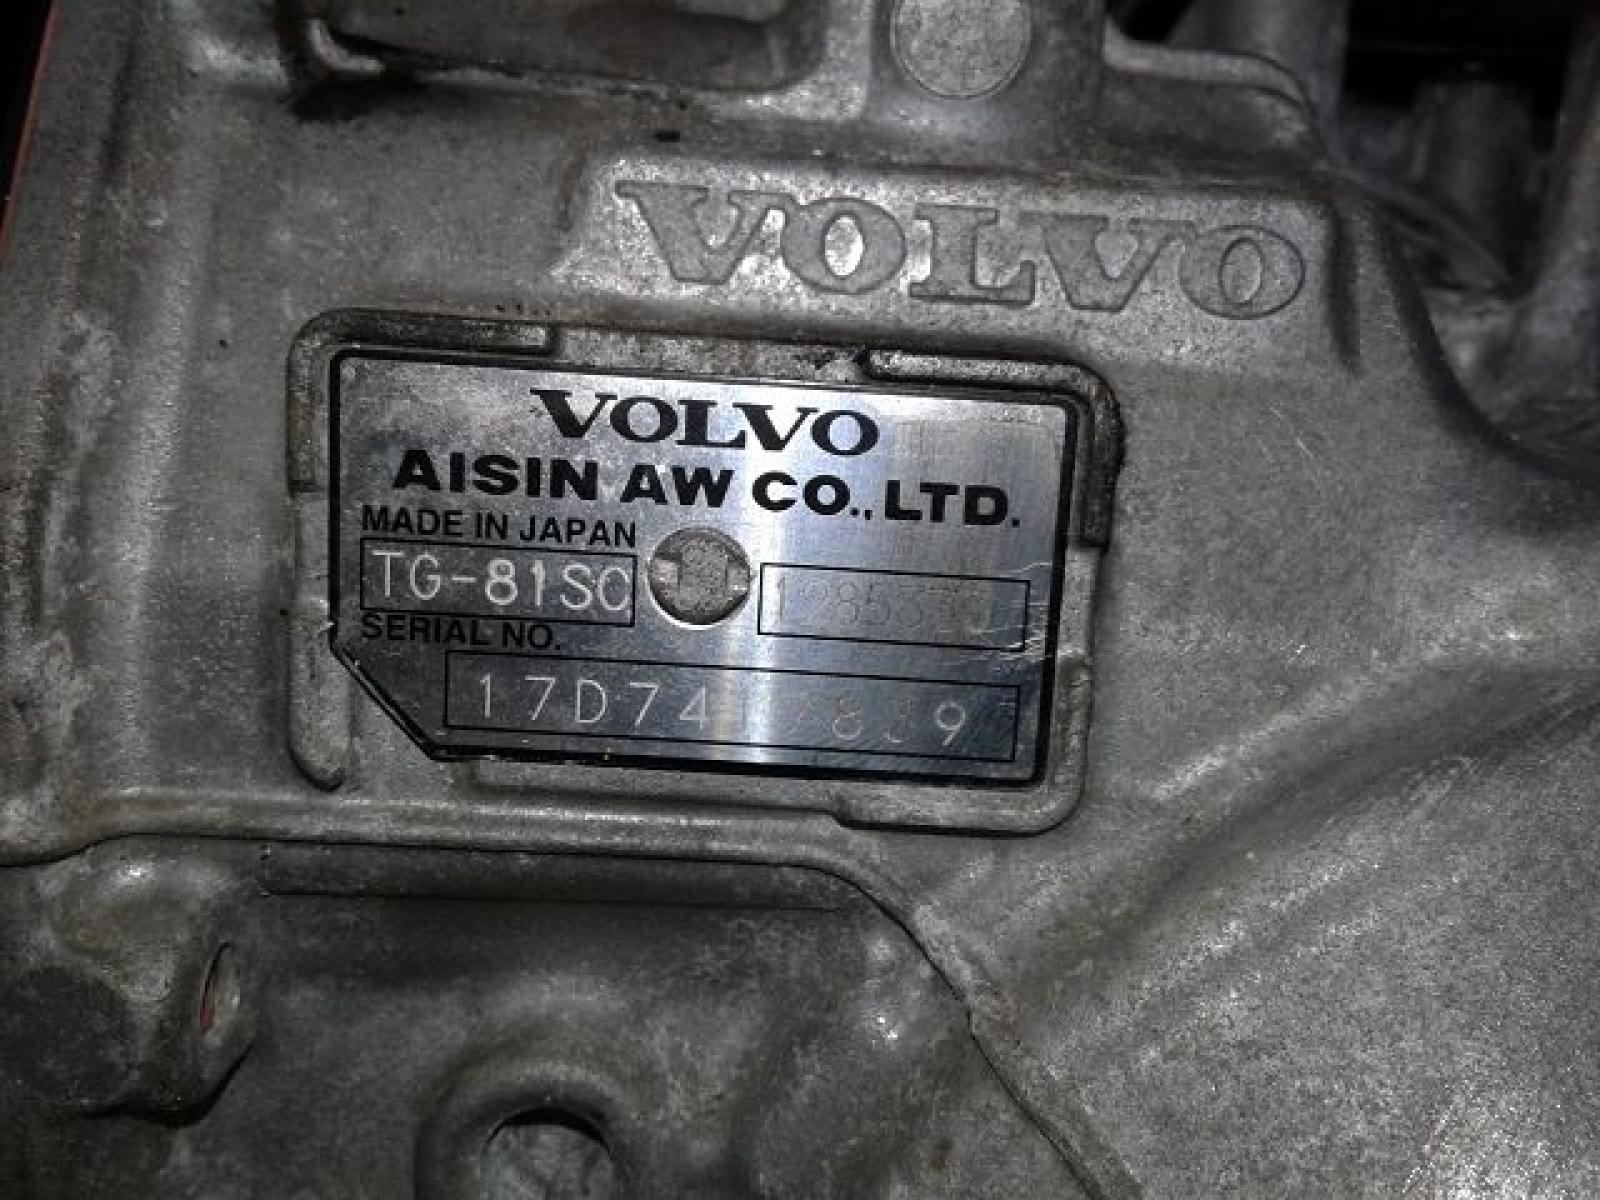 VOLVO
VOLVO
AISIN AW CO., LTD.
MADE IN JAPAN
TG-81SC
SERIAL NO.